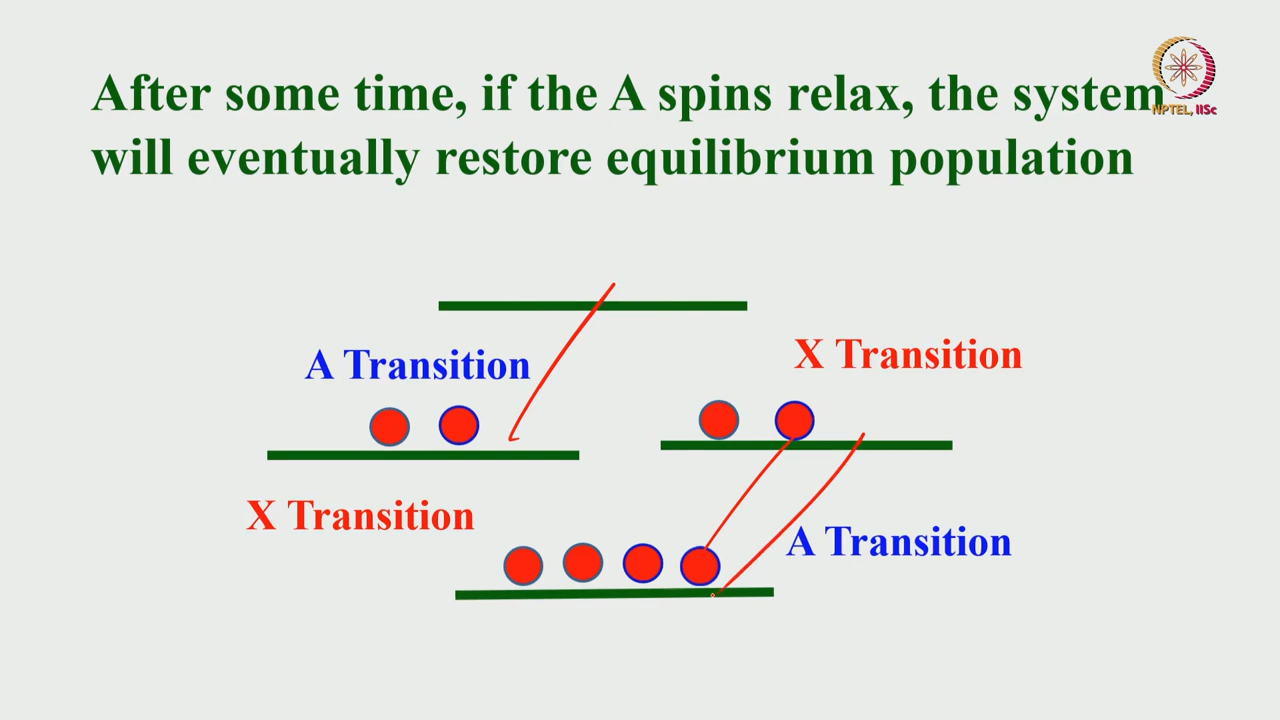 After some time, if the A spins relax, the system
NPTEL, IISc
will eventually restore equilibrium population
A Transition
X Transition
X Transition
A Transition